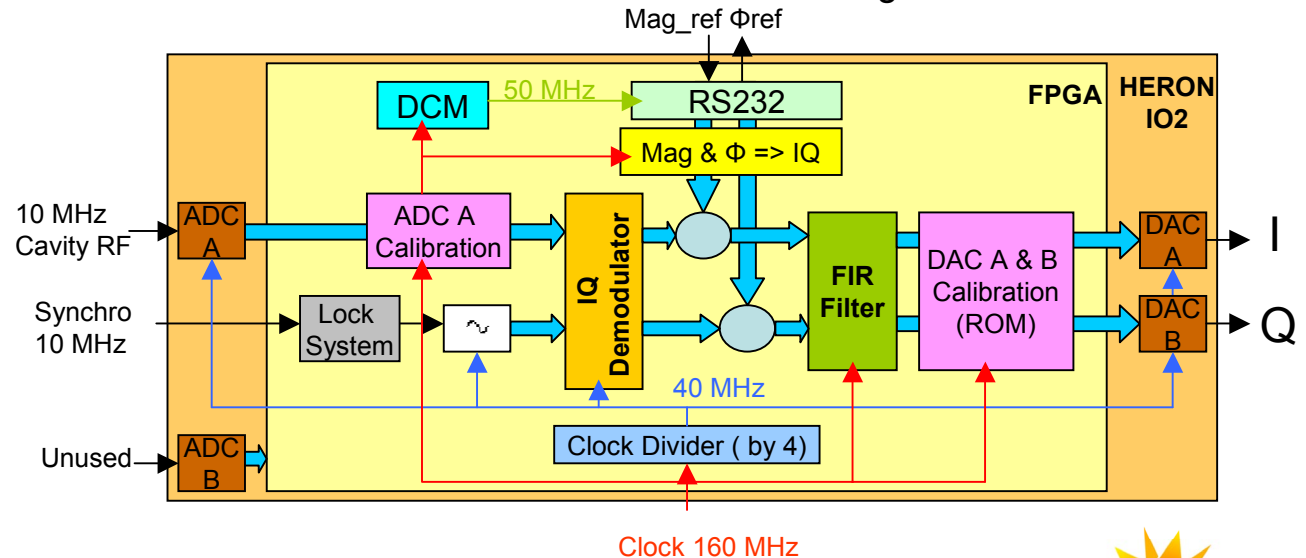 Mag_ref Φref
FPGA
HERON
IO2
DCM
50 MHz
RS232
Mag & Φ => IQ
10 MHz
Cavity RF
ADC
A
ADC A
Calibration
IQ
Demodulator
FIR
Filter
DAC A & B
Calibration
(ROM)
DAC
A
I
Synchro
10 MHz
Lock
System
~
DAC
B
Q
40 MHz
Unused
ADC
B
Clock Divider ( by 4)
Clock 160 MHz